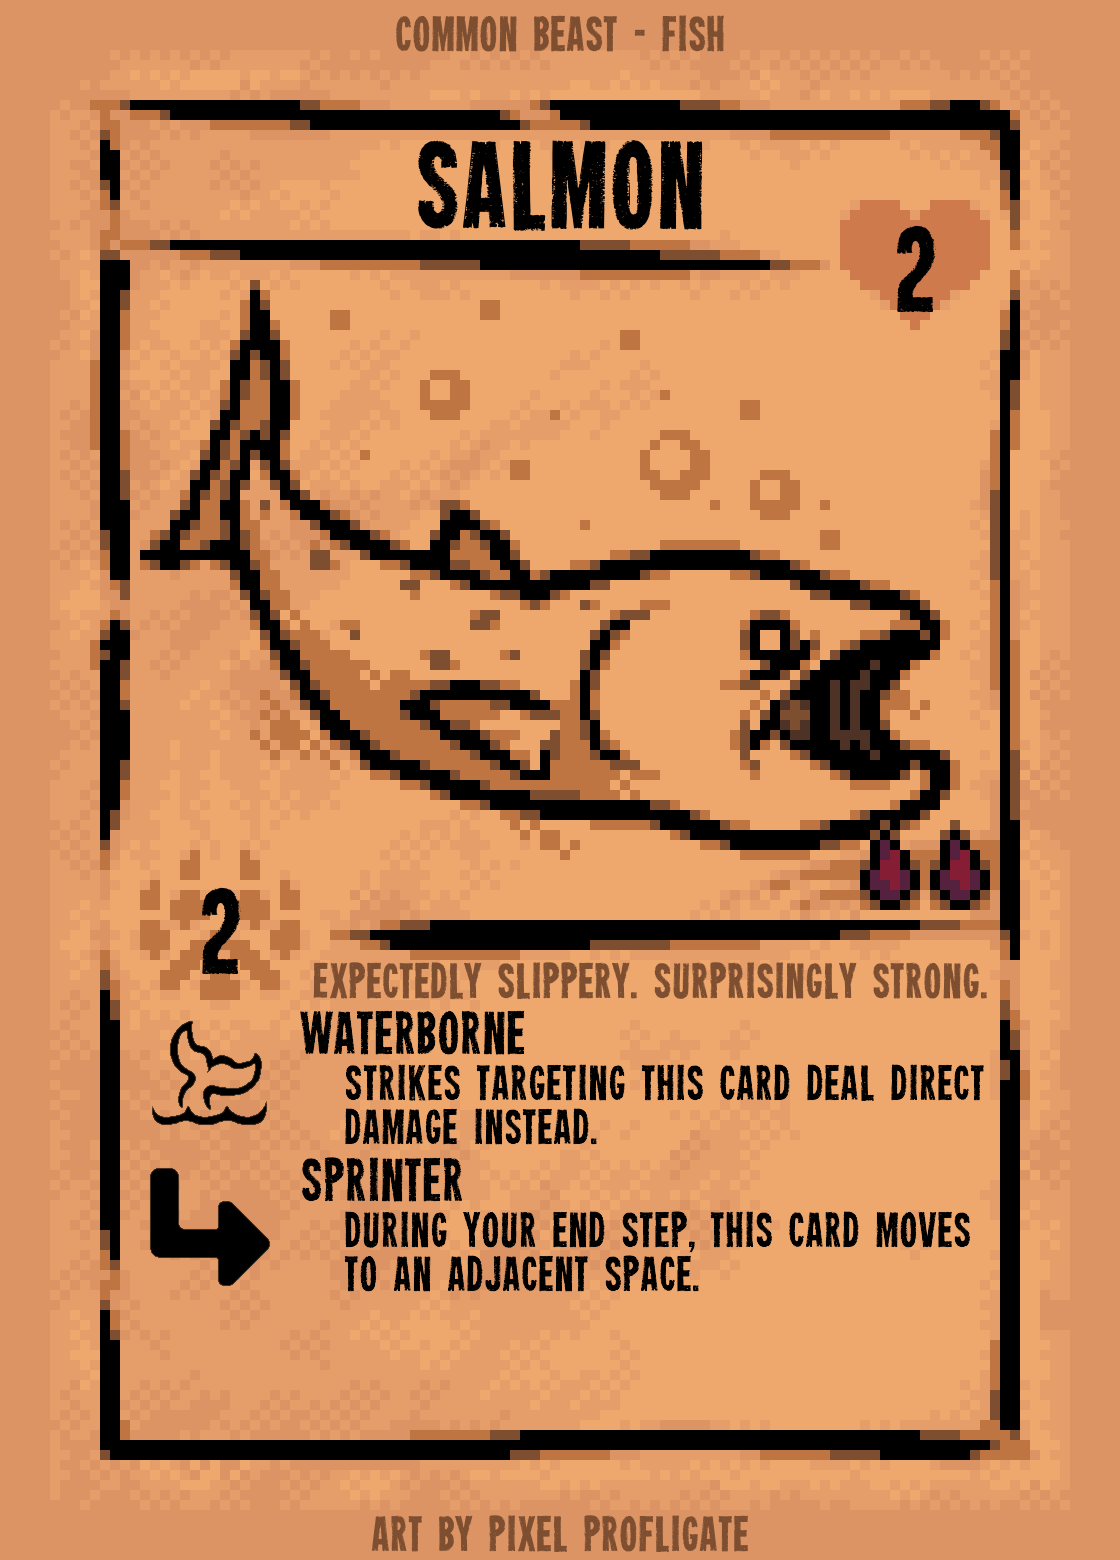 COMMON BEAST - FISH
SALMON
2
2
EXPECTEDLY SLIPPERY. SURPRISINGLY STRONG.
WATERBORNE
STRIKES TARGETING THIS CARD DEAL DIRECT
DAMAGE INSTEAD.
SPRINTER
DURING YOUR END STEP, THIS CARD MOVES
TO AN ADJACENT SPACE.
ART BY PIXEL PROFLIGATE